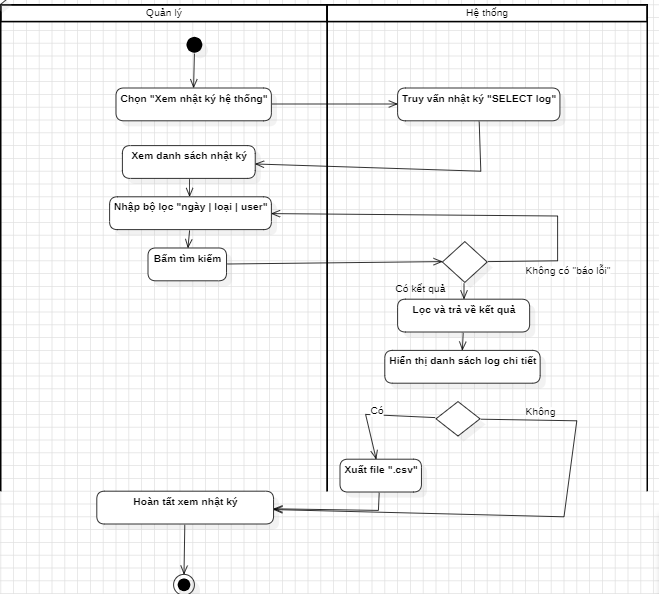 Quản lý
Hệ thống
Chọn "Xem nhật ký hệ thống"
Truy vấn nhật ký "SELECT log"
Xem danh sách nhật ký
Nhập bộ lọc "ngày | loại | user"
Bấm tìm kiếm
Không có "báo lỗi"
Có kết quả
Lọc và trả về kết quả
Hiển thị danh sách log chi tiết
Có
Không
Xuất file ".csv"
Hoàn tất xem nhật ký